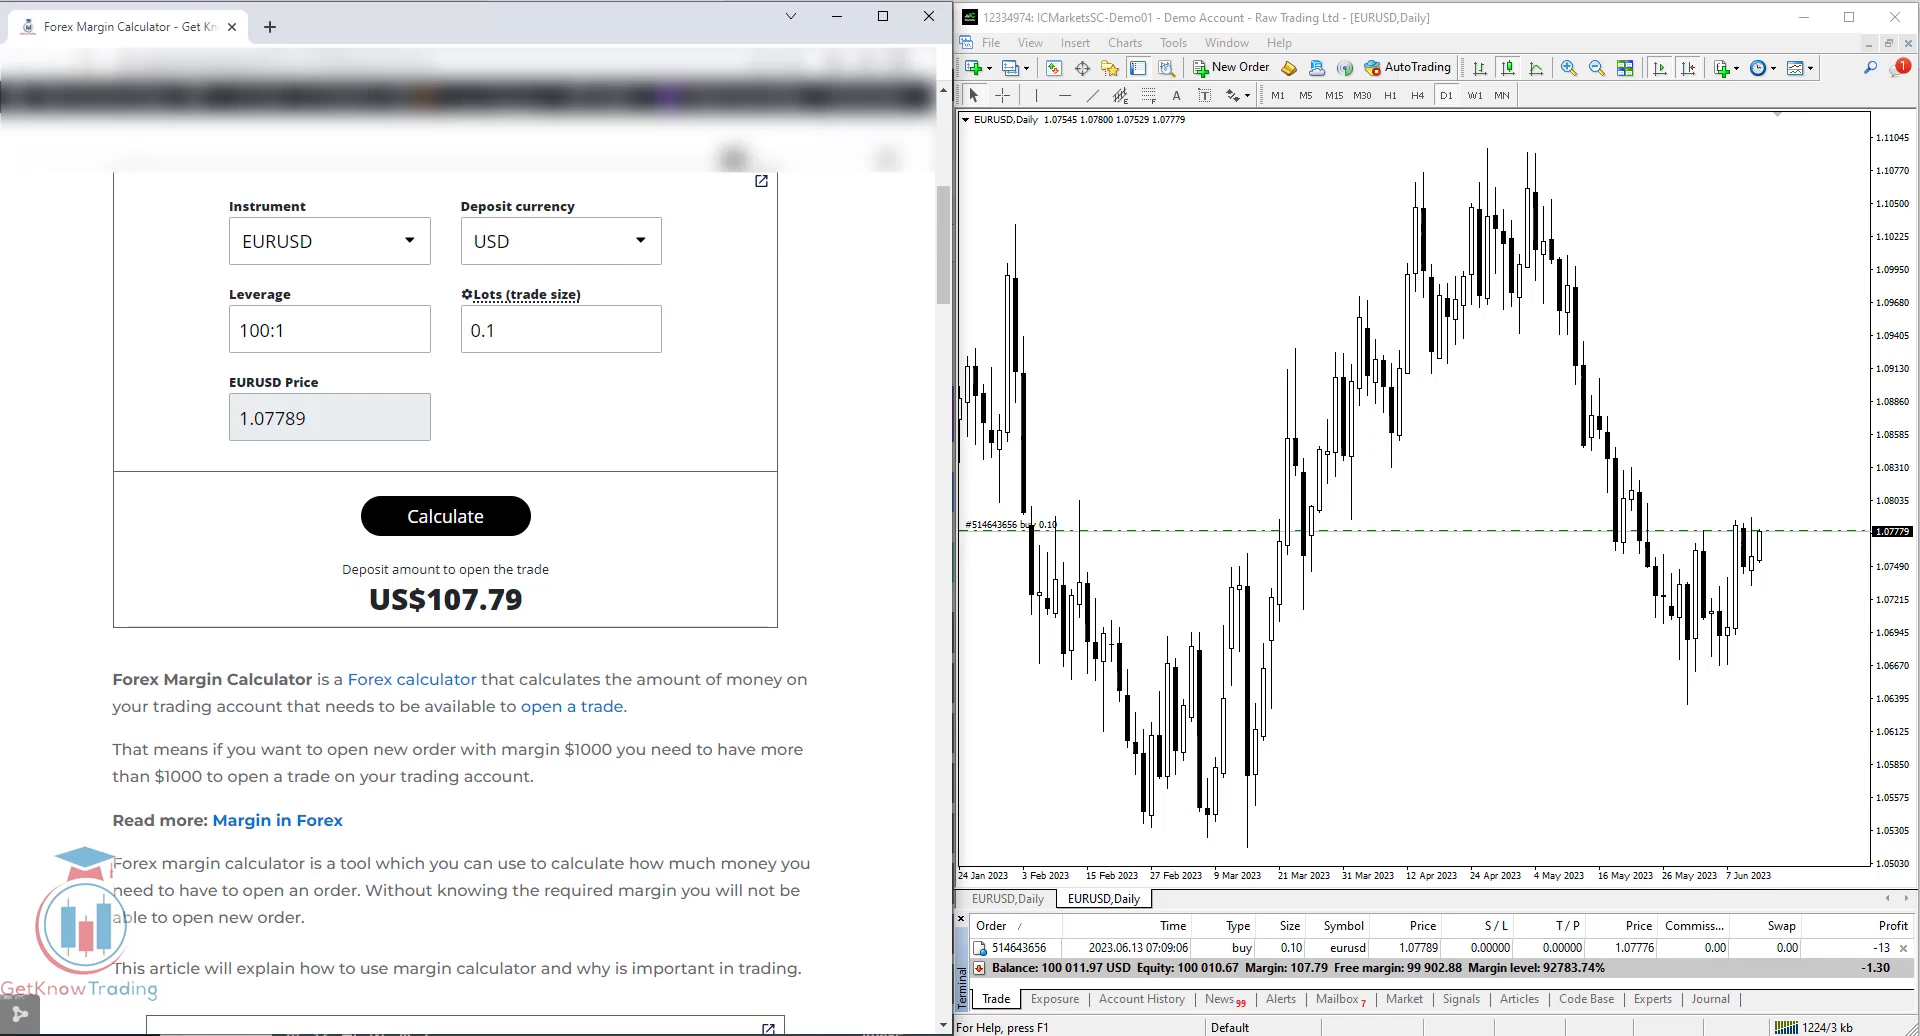 Forex Margin Calculator - Get Kn
Instrument
Deposit currency
EURUSD
USD
Leverage
Lots (trade size)
100:1
0.1
EURUSD Price
1.07789
Calculate
Deposit amount to open the trade
US$107.79
Forex Margin Calculator is a Forex calculator that calculates the amount of money on
your trading account that needs to be available to open a trade.
That means if you want to open new order with margin $1000 you need to have more
than $1000 to open a trade on your trading account.
Read more: Margin in Forex
Forex margin calculator is a tool which you can use to calculate how much money you
need to have to open an order. Without knowing the required margin you will not be
able to open new order.
This article will explain how to use margin calculator and why is important in trading.
GetKnowTrading
12334974: ICMarketsSC-Demo01 - Demo Account - Raw Trading Ltd - [EURUSD,Daily]
File View Insert Charts Tools Window Help
New Order AutoTrading 1
A T M1 M5 M15 M30 H1 H4 D1 W1 MN
EURUSD,Daily 1.07545 1.07800 1.07529 1.07779
1.11045
1.10770
1.10500
1.10225
1.09950
1.09680
1.09405
1.09130
1.08860
1.08585
1.08310
1.08035
#514643656 buy 0.10
1.07779
1.07490
1.07215
1.06945
1.06670
1.06395
1.06125
1.05850
1.05575
1.05305
1.05030
24 Jan 2023 3 Feb 2023 15 Feb 2023 27 Feb 2023 9 Mar 2023 21 Mar 2023 31 Mar 2023 12 Apr 2023 24 Apr 2023 4 May 2023 16 May 2023 26 May 2023 7 Jun 2023
EURUSD,Daily EURUSD,Daily
Order / Time Type Size Symbol Price S / L T / P Price Commiss... Swap Profit
514643656 2023.06.13 07:09:06 buy 0.10 eurusd 1.07789 0.00000 0.00000 1.07776 0.00 0.00 -13
Balance: 100 011.97 USD Equity: 100 010.67 Margin: 107.79 Free margin: 99 902.88 Margin level: 92783.74% -1.30
Terminal
Trade Exposure Account History News 99 Alerts Mailbox 7 Market Signals Articles Code Base Experts Journal
For Help, press F1 Default 1224/3 kb